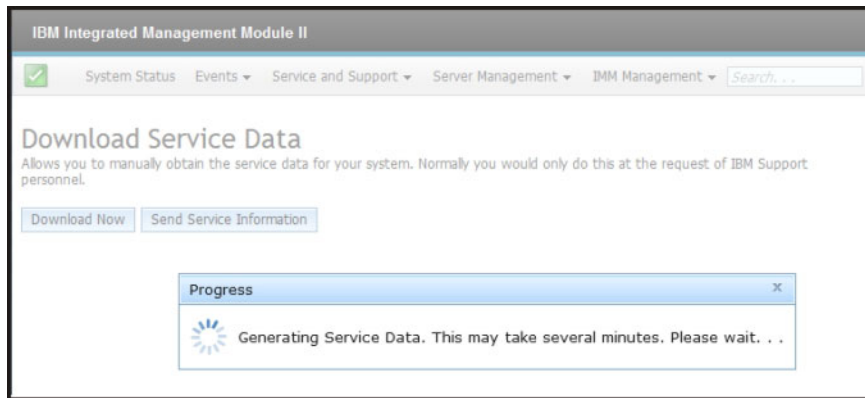 IBM Integrated Management Module II
System Status Events Service and Support Server Management IMM Management Search. . .
Download Service Data
Allows you to manually obtain the service data for your system. Normally you would only do this at the request of IBM Support
personnel.
Download Now Send Service Information
Progress x
Generating Service Data. This may take several minutes. Please wait. . .